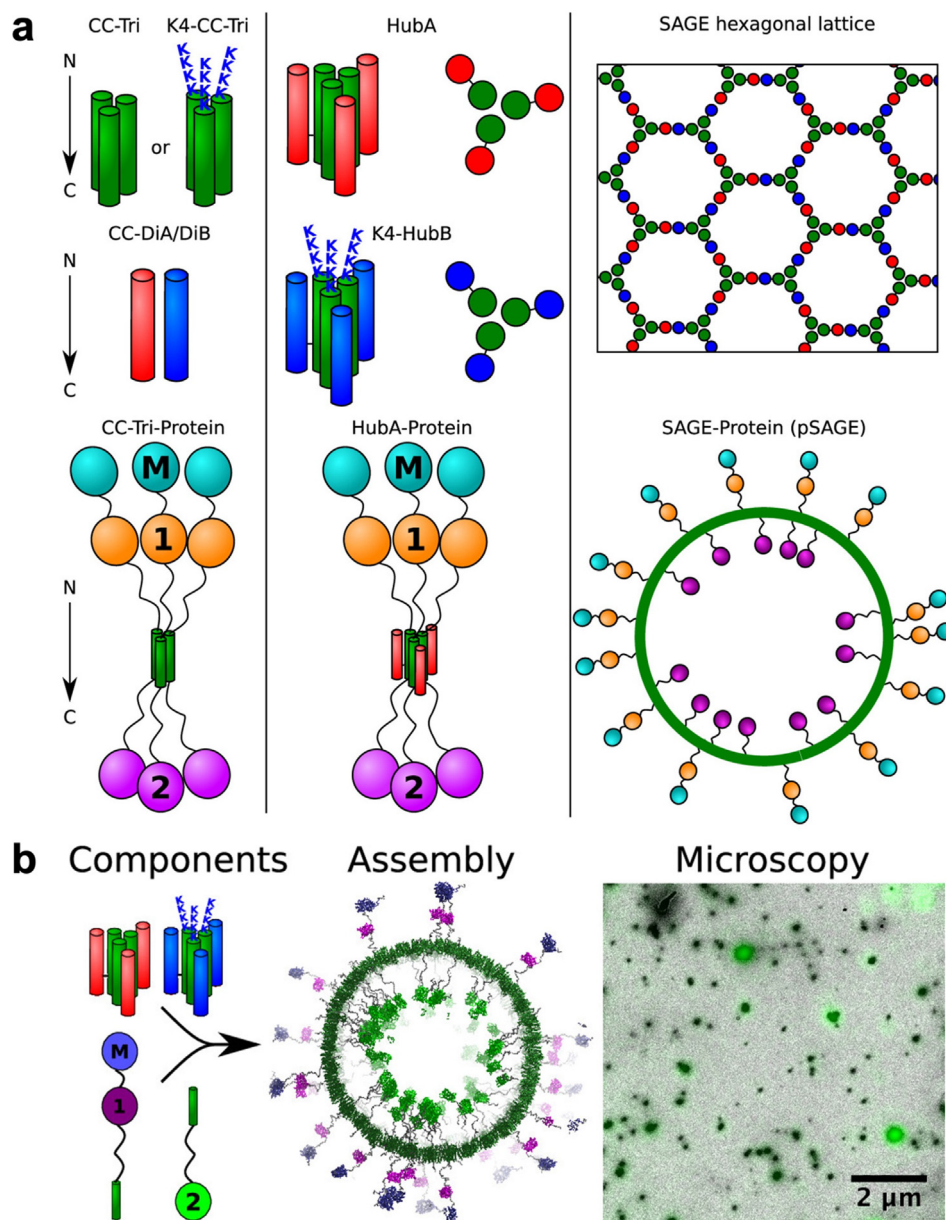 a
CC-Tri
K4-CC-Tri
HubA
SAGE hexagonal lattice
N
K K K K
K K K K
K K K K
or
C
CC-DiA/DiB
K4-HubB
N
K K K K
K K K K
K K K K
C
CC-Tri-Protein
HubA-Protein
SAGE-Protein (pSAGE)
M
M
1
1
N
C
2
2
b
Components
Assembly
Microscopy
K K K K
K K K K
K K K K
M
1
2
2 μm